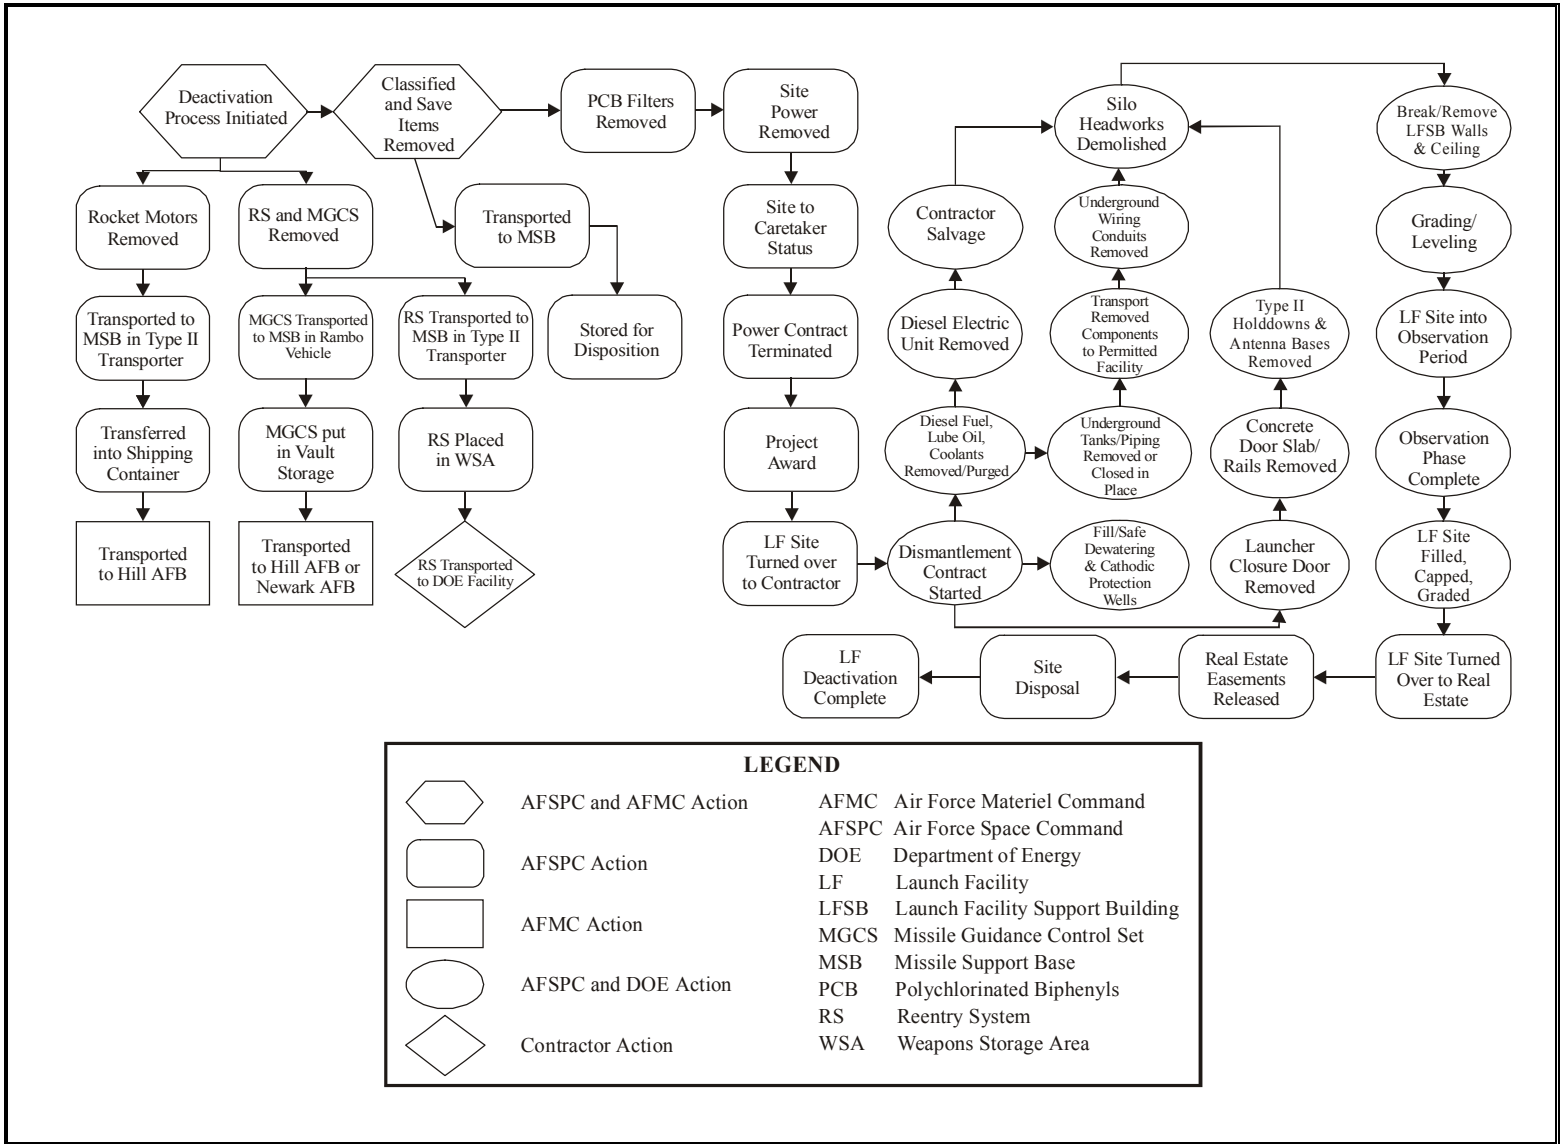 Deactivation
Process Initiated
Classified
and Save
Items
Removed
PCB Filters
Removed
Site
Power
Removed
Silo
Headworks
Demolished
Break/Remove
LFSB Walls
& Ceiling
Rocket Motors
Removed
RS and MGCS
Removed
Transported
to MSB
Site to
Caretaker
Status
Contractor
Salvage
Underground
Wiring
Conduits
Removed
Grading/
Leveling
Transported to
MSB in Type II
Transporter
MGCS Transported
to MSB in Rambo
Vehicle
RS Transported to
MSB in Type II
Transporter
Stored for
Disposition
Power Contract
Terminated
Diesel Electric
Unit Removed
Transport
Removed
Components
to Permitted
Facility
Type II
Holddowns &
Antenna Bases
Removed
LF Site into
Observation
Period
Transferred
into Shipping
Container
MGCS put
in Vault
Storage
RS Placed
in WSA
Project
Award
Diesel Fuel,
Lube Oil,
Coolants
Removed/Purged
Underground
Tanks/Piping
Removed or
Closed in
Place
Concrete
Door Slab/
Rails Removed
Observation
Phase
Complete
Transported
to Hill AFB
Transported
to Hill AFB or
Newark AFB
RS Transported
to DOE Facility
LF Site
Turned over
to Contractor
Dismantlement
Contract
Started
Fill/Safe
Dewatering
& Cathodic
Protection
Wells
Launcher
Closure Door
Removed
LF Site
Filled,
Capped,
Graded
LF
Deactivation
Complete
Site
Disposal
Real Estate
Easements
Released
LF Site Turned
Over to Real
Estate
LEGEND
AFSPC and AFMC Action
AFSPC Action
AFMC Action
AFSPC and DOE Action
Contractor Action
AFMC Air Force Materiel Command
AFSPC Air Force Space Command
DOE Department of Energy
LF Launch Facility
LFSB Launch Facility Support Building
MGCS Missile Guidance Control Set
MSB Missile Support Base
PCB Polychlorinated Biphenyls
RS Reentry System
WSA Weapons Storage Area